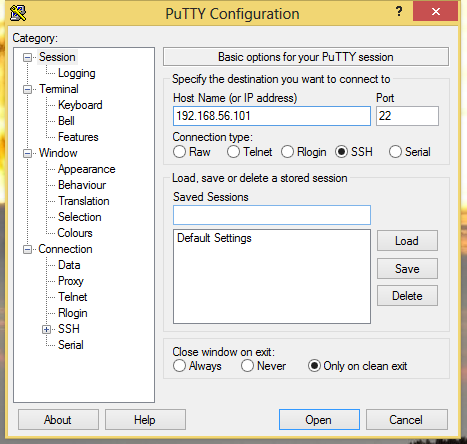 PuTTY Configuration
?
Category:
Session
Logging
Terminal
Keyboard
Bell
Features
Window
Appearance
Behaviour
Translation
Selection
Colours
Connection
Data
Proxy
Telnet
Rlogin
SSH
Serial
Basic options for your PuTTY session
Specify the destination you want to connect to
Host Name (or IP address) Port
192.168.56.101 22
Connection type:
Raw Telnet Rlogin SSH Serial
Load, save or delete a stored session
Saved Sessions
Default Settings
Load
Save
Delete
Close window on exit:
Always Never Only on clean exit
About Help Open Cancel